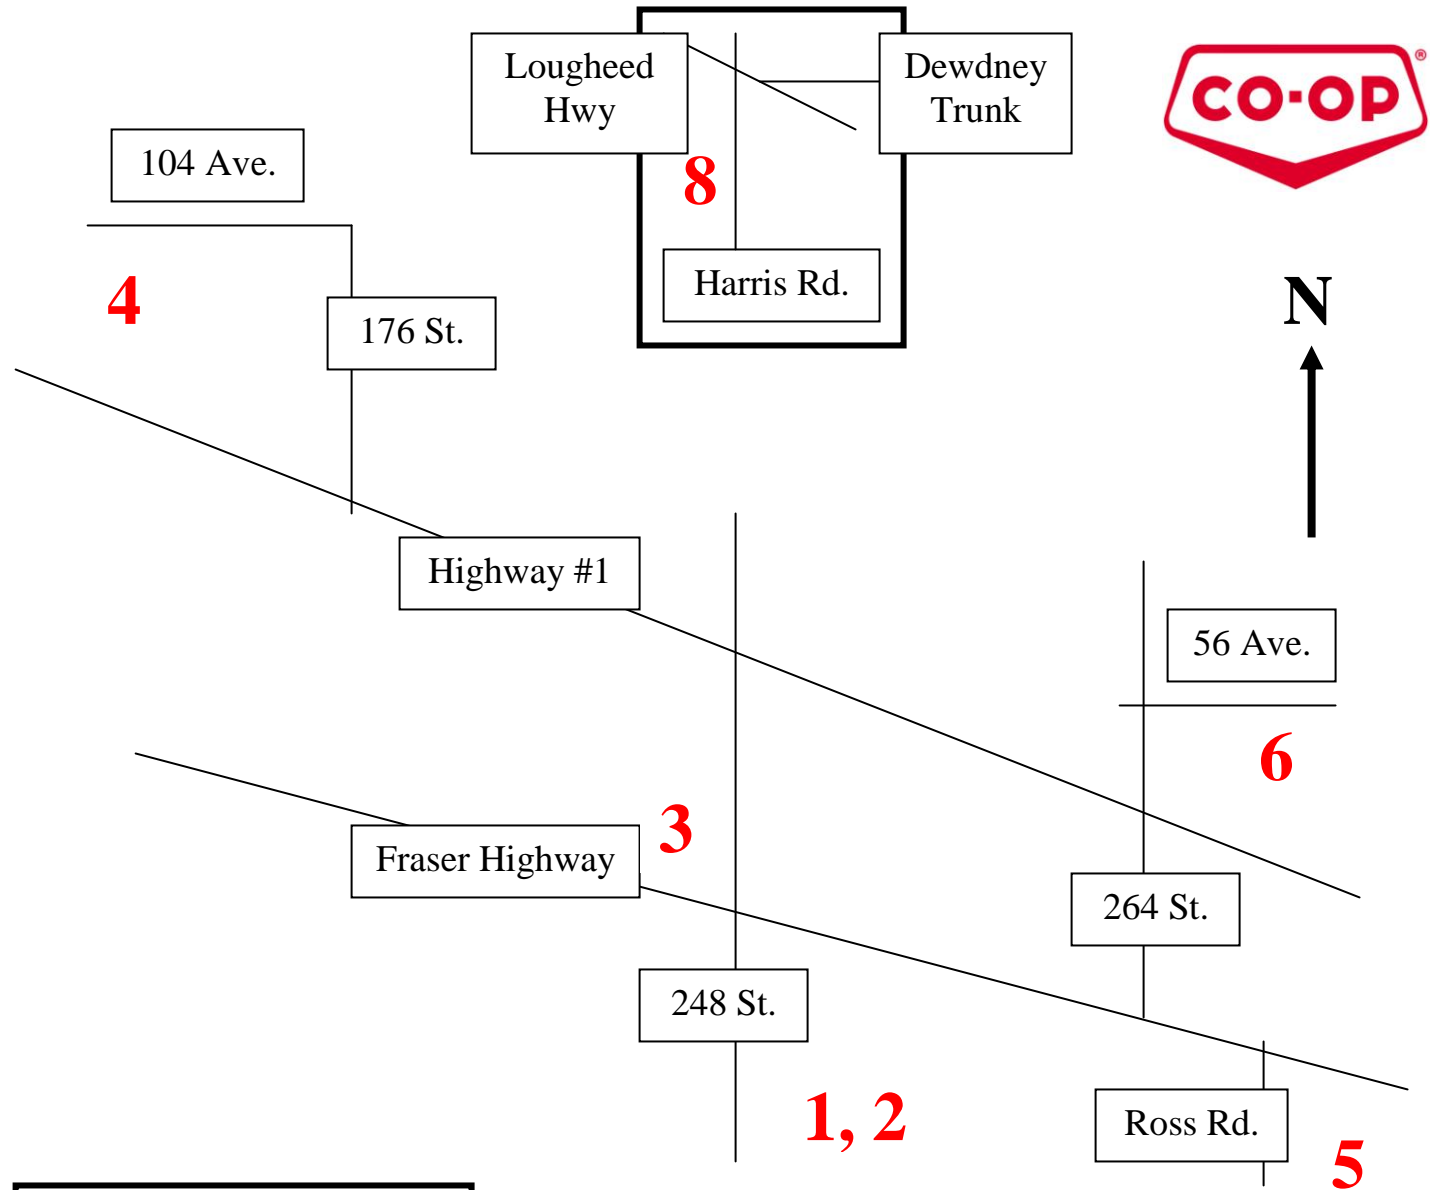 Lougheed
Hwy
Dewdney
Trunk
CO-OP®
104 Ave.
8
4
Harris Rd.
N
176 St.
Highway #1
56 Ave.
6
3
Fraser Highway
264 St.
248 St.
1, 2
Ross Rd.
5